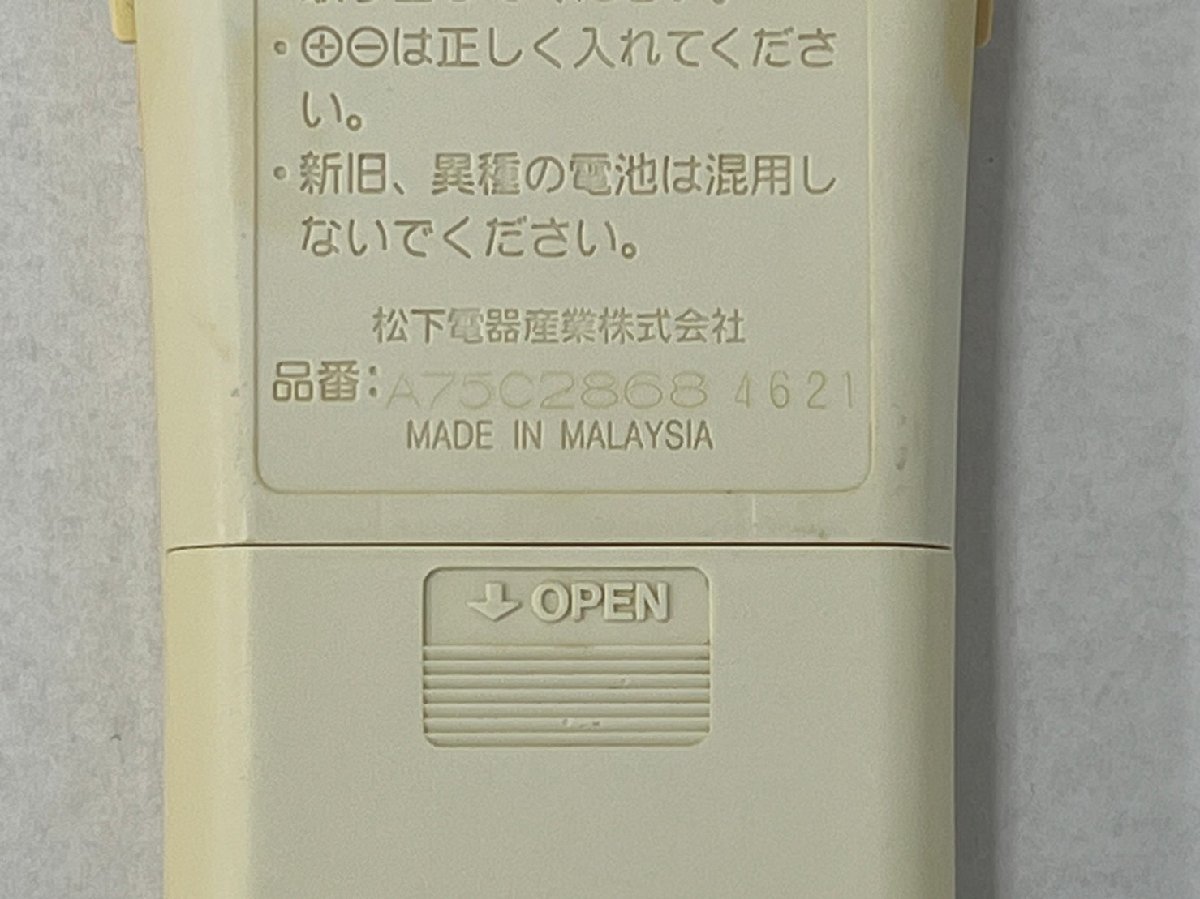 ・⊕⊖は正しく入れてくださ
い。
・新旧、異種の電池は混用し
ないでください。
松下電器産業株式会社
品番:A75C2868 4621
MADE IN MALAYSIA
↓OPEN